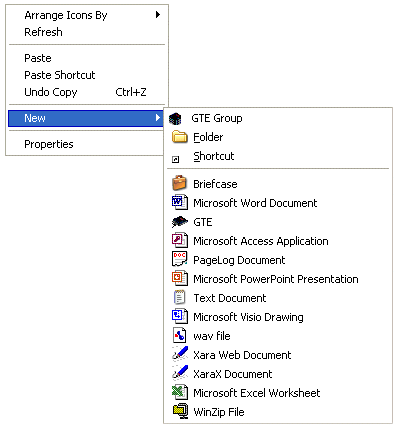 Arrange Icons By
Refresh
Paste
Paste Shortcut
Undo Copy Ctrl+Z
New
Properties
GTE Group
Folder
Shortcut
Briefcase
Microsoft Word Document
GTE
Microsoft Access Application
PageLog Document
Microsoft PowerPoint Presentation
Text Document
Microsoft Visio Drawing
wav file
Xara Web Document
XaraX Document
Microsoft Excel Worksheet
WinZip File